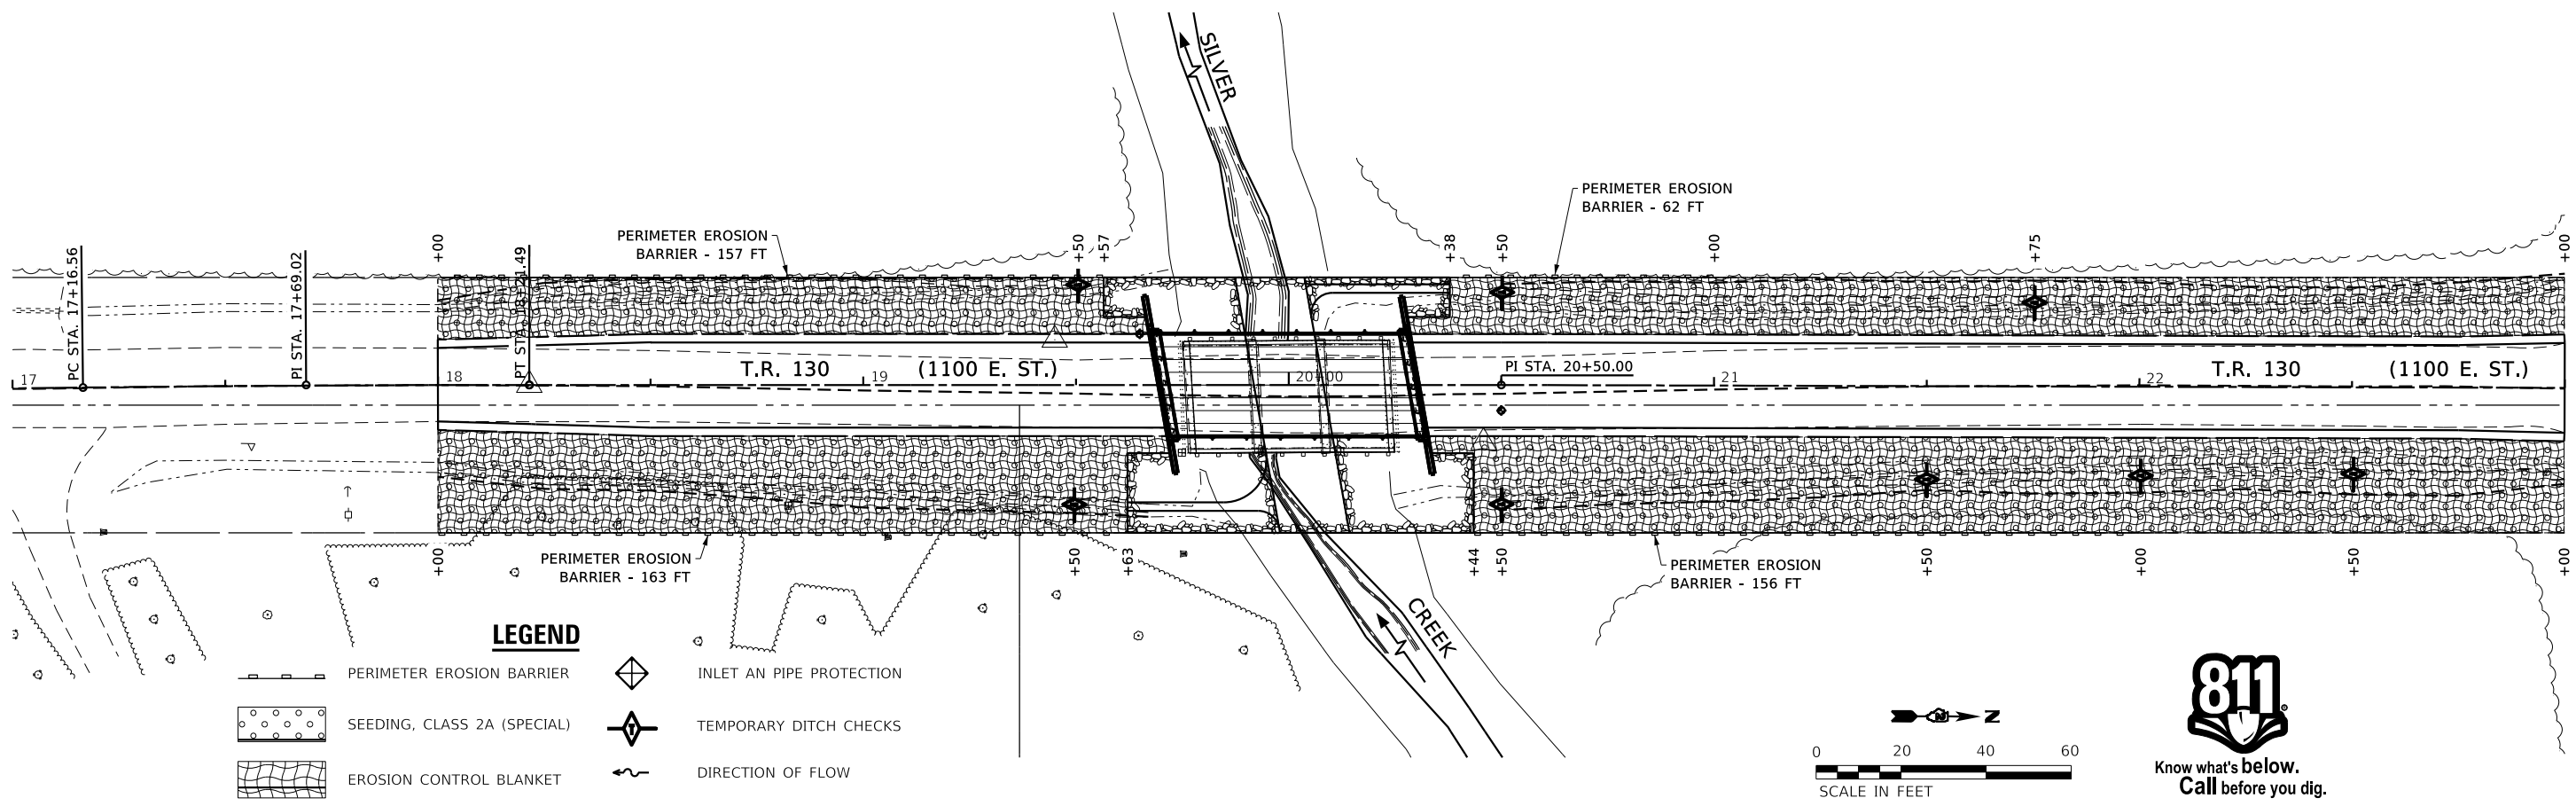 SILVER
PERIMETER EROSION
BARRIER - 62 FT
PERIMETER EROSION
BARRIER - 157 FT
+00
+50
+57
+38
+50
+00
+75
+00
PC STA. 17+16.56
PI STA. 17+69.02
PT STA. 18+21.49
17
18
T.R. 130
19
(1100 E. ST.)
20+00
PI STA. 20+50.00
21
22
T.R. 130
(1100 E. ST.)
+00
PERIMETER EROSION
BARRIER - 163 FT
+50
+63
+44
+50
PERIMETER EROSION
BARRIER - 156 FT
+50
+00
+50
+00
CREEK
LEGEND
PERIMETER EROSION BARRIER
INLET AN PIPE PROTECTION
SEEDING, CLASS 2A (SPECIAL)
T
TEMPORARY DITCH CHECKS
EROSION CONTROL BLANKET
DIRECTION OF FLOW
N
0 20 40 60
SCALE IN FEET
811
Know what's below.
Call before you dig.